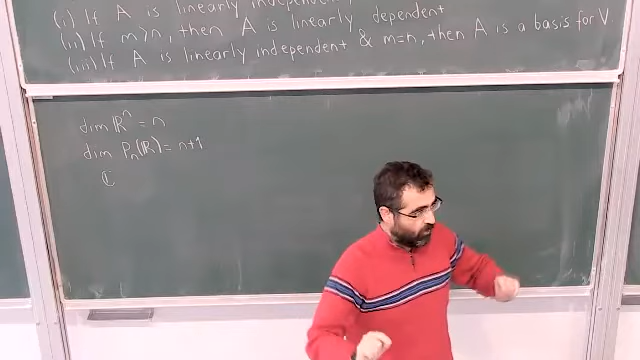 (i) If A is linearly independent
(ii) If m>n, then A is linearly dependent
(iii) If A is linearly independent & m=n, then A is a basis for V.
dim ℝⁿ = n
dim Pₙ(ℝ) = n+1
ℂ